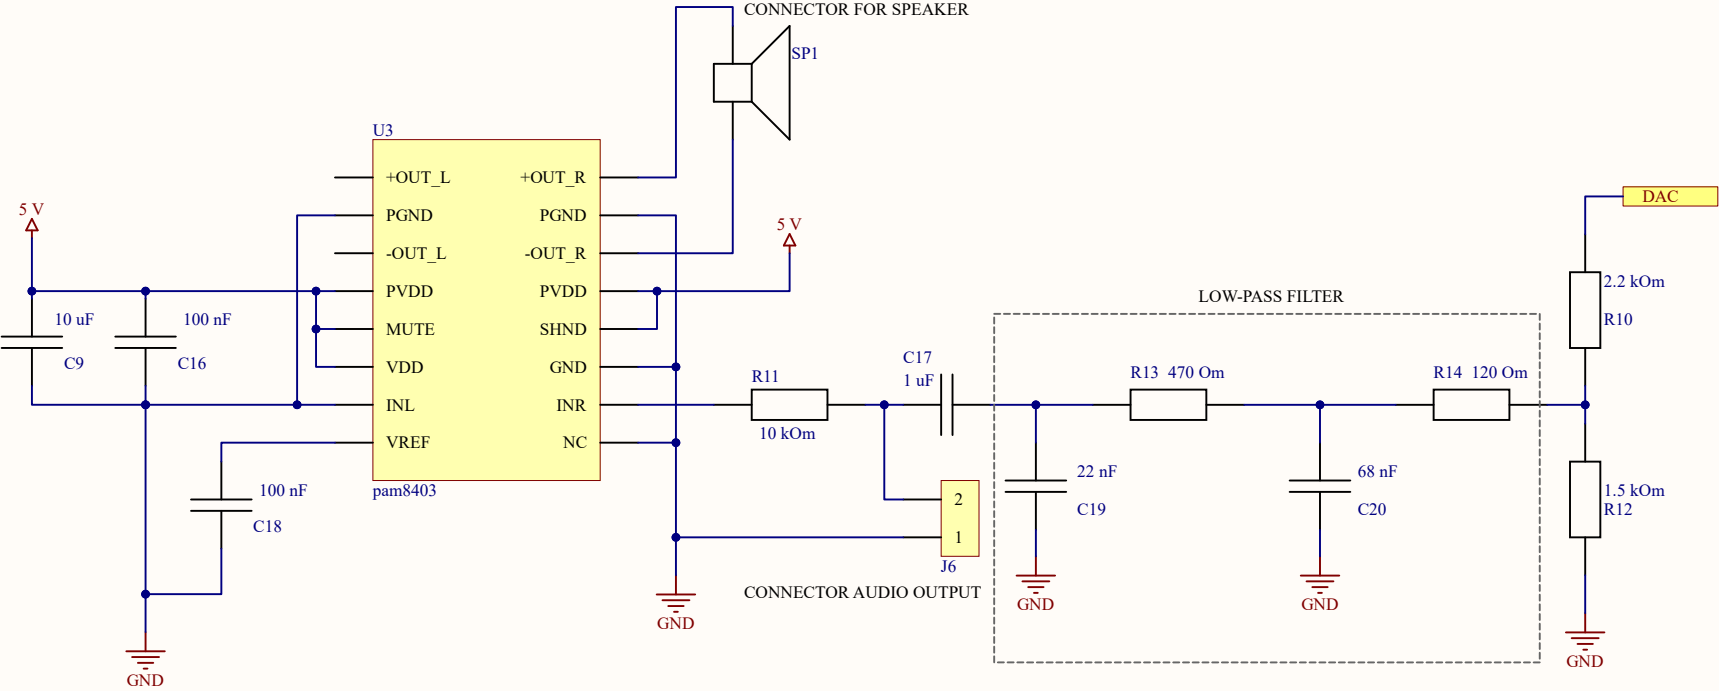 CONNECTOR FOR SPEAKER
SP1
U3
+OUT_L
+OUT_R
PGND
PGND
-OUT_L
-OUT_R
PVDD
PVDD
MUTE
SHND
VDD
GND
INL
INR
VREF
NC
pam8403
5 V
10 uF
C9
100 nF
C16
100 nF
C18
GND
5 V
R11
10 kOm
C17
1 uF
2
1
J6
CONNECTOR AUDIO OUTPUT
GND
LOW-PASS FILTER
R13 470 Om
R14 120 Om
22 nF
C19
GND
68 nF
C20
GND
DAC
2.2 kOm
R10
1.5 kOm
R12
GND